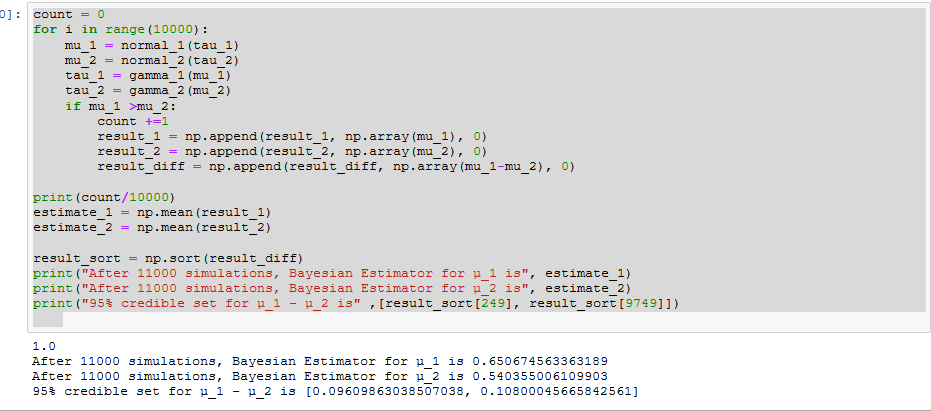 0]: count = 0
for i in range(10000):
    mu_1 = normal_1(tau_1)
    mu_2 = normal_2(tau_2)
    tau_1 = gamma_1(mu_1)
    tau_2 = gamma_2(mu_2)
    if mu_1 >mu_2:
        count +=1
        result_1 = np.append(result_1, np.array(mu_1), 0)
        result_2 = np.append(result_2, np.array(mu_2), 0)
        result_diff = np.append(result_diff, np.array(mu_1-mu_2), 0)
print(count/10000)
estimate_1 = np.mean(result_1)
estimate_2 = np.mean(result_2)
result_sort = np.sort(result_diff)
print("After 11000 simulations, Bayesian Estimator for μ_1 is", estimate_1)
print("After 11000 simulations, Bayesian Estimator for μ_2 is", estimate_2)
print("95% credible set for μ_1 - μ_2 is" ,[result_sort[249], result_sort[9749]])
1.0
After 11000 simulations, Bayesian Estimator for μ_1 is 0.650674563363189
After 11000 simulations, Bayesian Estimator for μ_2 is 0.540355006109903
95% credible set for μ_1 - μ_2 is [0.09609863038507038, 0.10800045665842561]